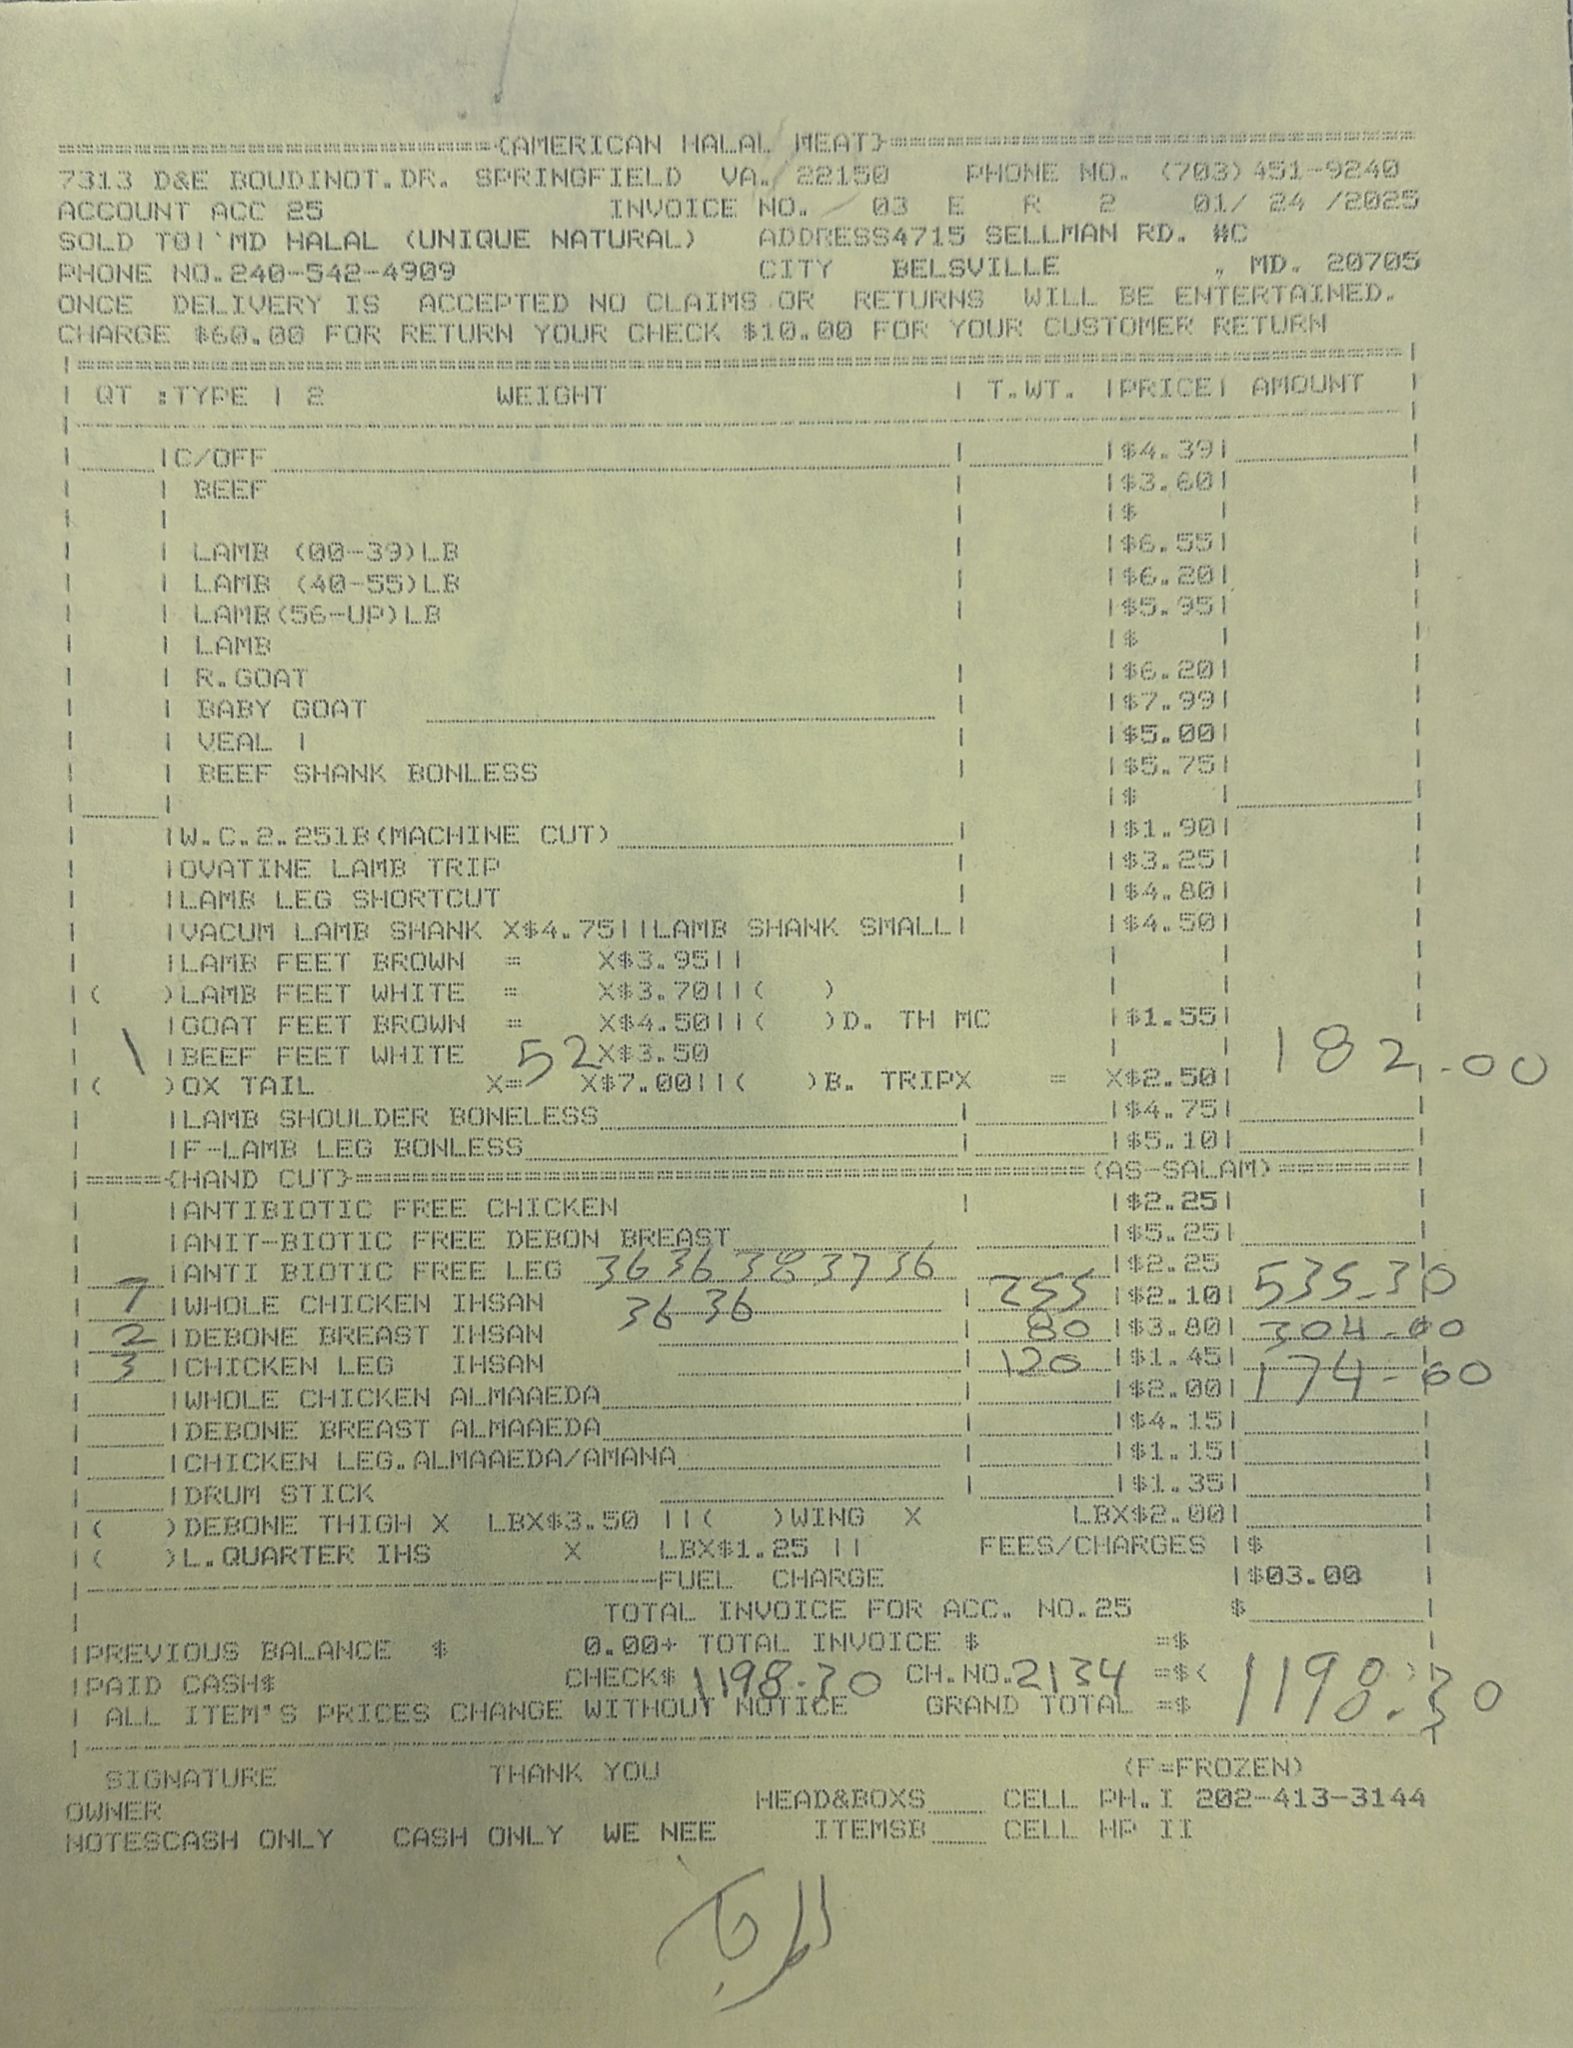 {AMERICAN HALAL MEAT}
7313 D&E BOUDINOT.DR. SPRINGFIELD VA. 22150 PHONE NO. (703)451-9240
ACCOUNT ACC 25 INVOICE NO. 03 E R 2 01/ 24 /2025
SOLD TO|`MD HALAL (UNIQUE NATURAL) ADDRESS4715 SELLMAN RD. #C
PHONE NO.240-542-4909 CITY BELSVILLE , MD. 20705
ONCE DELIVERY IS ACCEPTED NO CLAIMS OR RETURNS WILL BE ENTERTAINED.
CHARGE $60.00 FOR RETURN YOUR CHECK $10.00 FOR YOUR CUSTOMER RETURN
QT :TYPE | 2 WEIGHT | T.WT. |PRICE| AMOUNT
|C/OFF |$4.39|
| BEEF |$3.60|
| |$ |
| LAMB (00-39)LB |$6.55|
| LAMB (40-55)LB |$6.20|
| LAMB(56-UP)LB |$5.95|
| LAMB |$ |
| R.GOAT |$6.20|
| BABY GOAT |$7.99|
| VEAL | |$5.00|
| BEEF SHANK BONLESS |$5.75|
| |$ |
|W.C.2.25lB(MACHINE CUT) |$1.90|
|OVATINE LAMB TRIP |$3.25|
|LAMB LEG SHORTCUT |$4.80|
|VACUM LAMB SHANK X$4.75||LAMB SHANK SMALL| |$4.50|
|LAMB FEET BROWN = X$3.95||
|( )LAMB FEET WHITE = X$3.70||( )
|GOAT FEET BROWN = X$4.50||( )D. TH MC |$1.55|
1 |BEEF FEET WHITE 52 X$3.50 182.00
|( )OX TAIL X= X$7.00||( )B. TRIPX = X$2.50|
|LAMB SHOULDER BONELESS |$4.75|
|F-LAMB LEG BONLESS |$5.10|
|====={HAND CUT}=====(AS-SALAM)=======|
|ANTIBIOTIC FREE CHICKEN |$2.25|
|ANIT-BIOTIC FREE DEBON BREAST |$5.25|
|ANTI BIOTIC FREE LEG 36 36 38 37 36 |$2.25
7 |WHOLE CHICKEN IHSAN 36 36 255 |$2.10| 535.30
2 |DEBONE BREAST IHSAN 80 |$3.80| 304.00
3 |CHICKEN LEG IHSAN 120 |$1.45| 174.00
|WHOLE CHICKEN ALMAAEDA |$2.00|
|DEBONE BREAST ALMAAEDA |$4.15|
|CHICKEN LEG.ALMAAEDA/AMANA |$1.15|
|DRUM STICK |$1.35|
|( )DEBONE THIGH X LBX$3.50 ||( )WING X LBX$2.00|
|( )L.QUARTER IHS X LBX$1.25 || FEES/CHARGES |$
FUEL CHARGE |$03.00
TOTAL INVOICE FOR ACC. NO.25 $
|PREVIOUS BALANCE $ 0.00+ TOTAL INVOICE $ =$
|PAID CASH$ CHECK$ 1198.30 CH.NO.2134 =$( )
| ALL ITEM'S PRICES CHANGE WITHOUT NOTICE GRAND TOTAL =$ 1198.30
SIGNATURE THANK YOU (F=FROZEN)
OWNER HEAD&BOXS CELL PH.I 202-413-3144
NOTESCASH ONLY CASH ONLY WE NEE ITEMSB CELL HP II